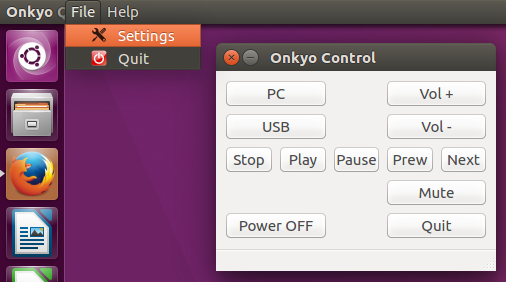 Onkyo File Help
Settings
Quit
Onkyo Control
PC Vol +
USB Vol -
Stop Play Pause Prew Next
Mute
Power OFF Quit